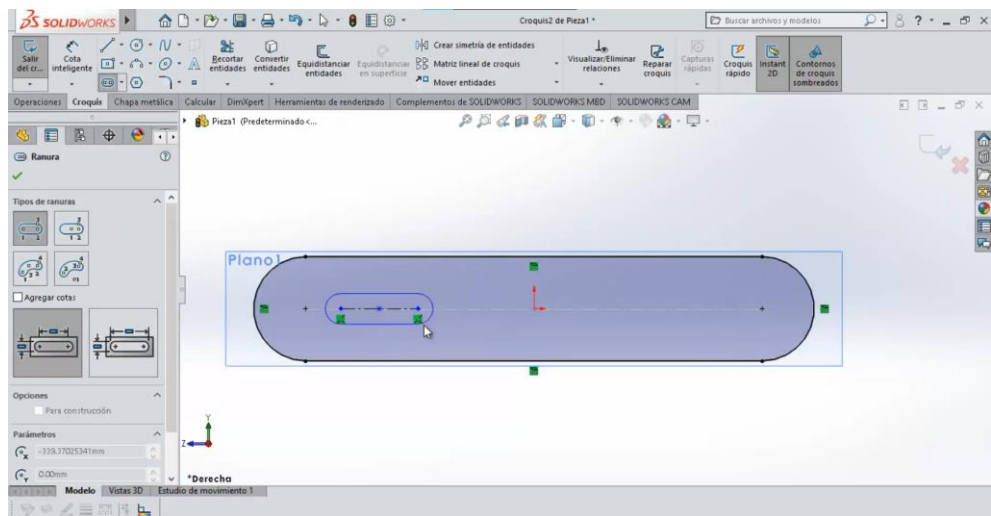 SOLIDWORKS
Croquis2 de Pieza1 *
Buscar archivos y modelos
Salir del cr...
Cota inteligente
Recortar entidades
Convertir entidades
Equidistanciar entidades
Equidistanciar en superficie
Crear simetría de entidades
Matriz lineal de croquis
Mover entidades
Visualizar/Eliminar relaciones
Reparar croquis
Capturas rápidas
Croquis rápido
Instant 2D
Contornos de croquis sombreados
Operaciones Croquis Chapa metálica Calcular DimXpert Herramientas de renderizado Complementos de SOLIDWORKS SOLIDWORKS MBD SOLIDWORKS CAM
Pieza1 (Predeterminado<...
Ranura
Tipos de ranuras
Agregar cotas
Opciones
Para construcción
Parámetros
-339.37025341mm
0.00mm
Plano1
Y
Z
*Derecha
Modelo Vistas 3D Estudio de movimiento 1